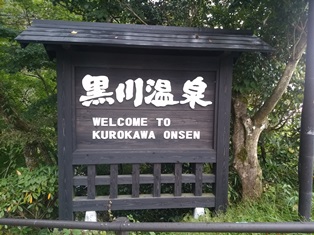 黒川温泉
WELCOME TO
KUROKAWA ONSEN